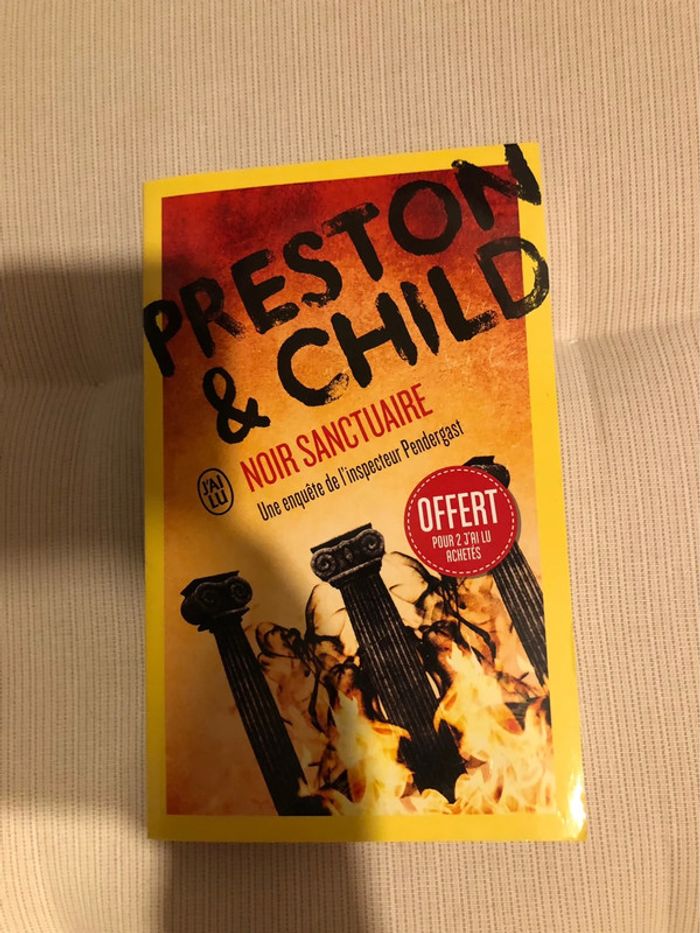 PRESTON
& CHILD
NOIR SANCTUAIRE
Une enquête de l'inspecteur Pendergast
J'AI
LU
OFFERT
POUR 2 J'AI LU
ACHETÉS